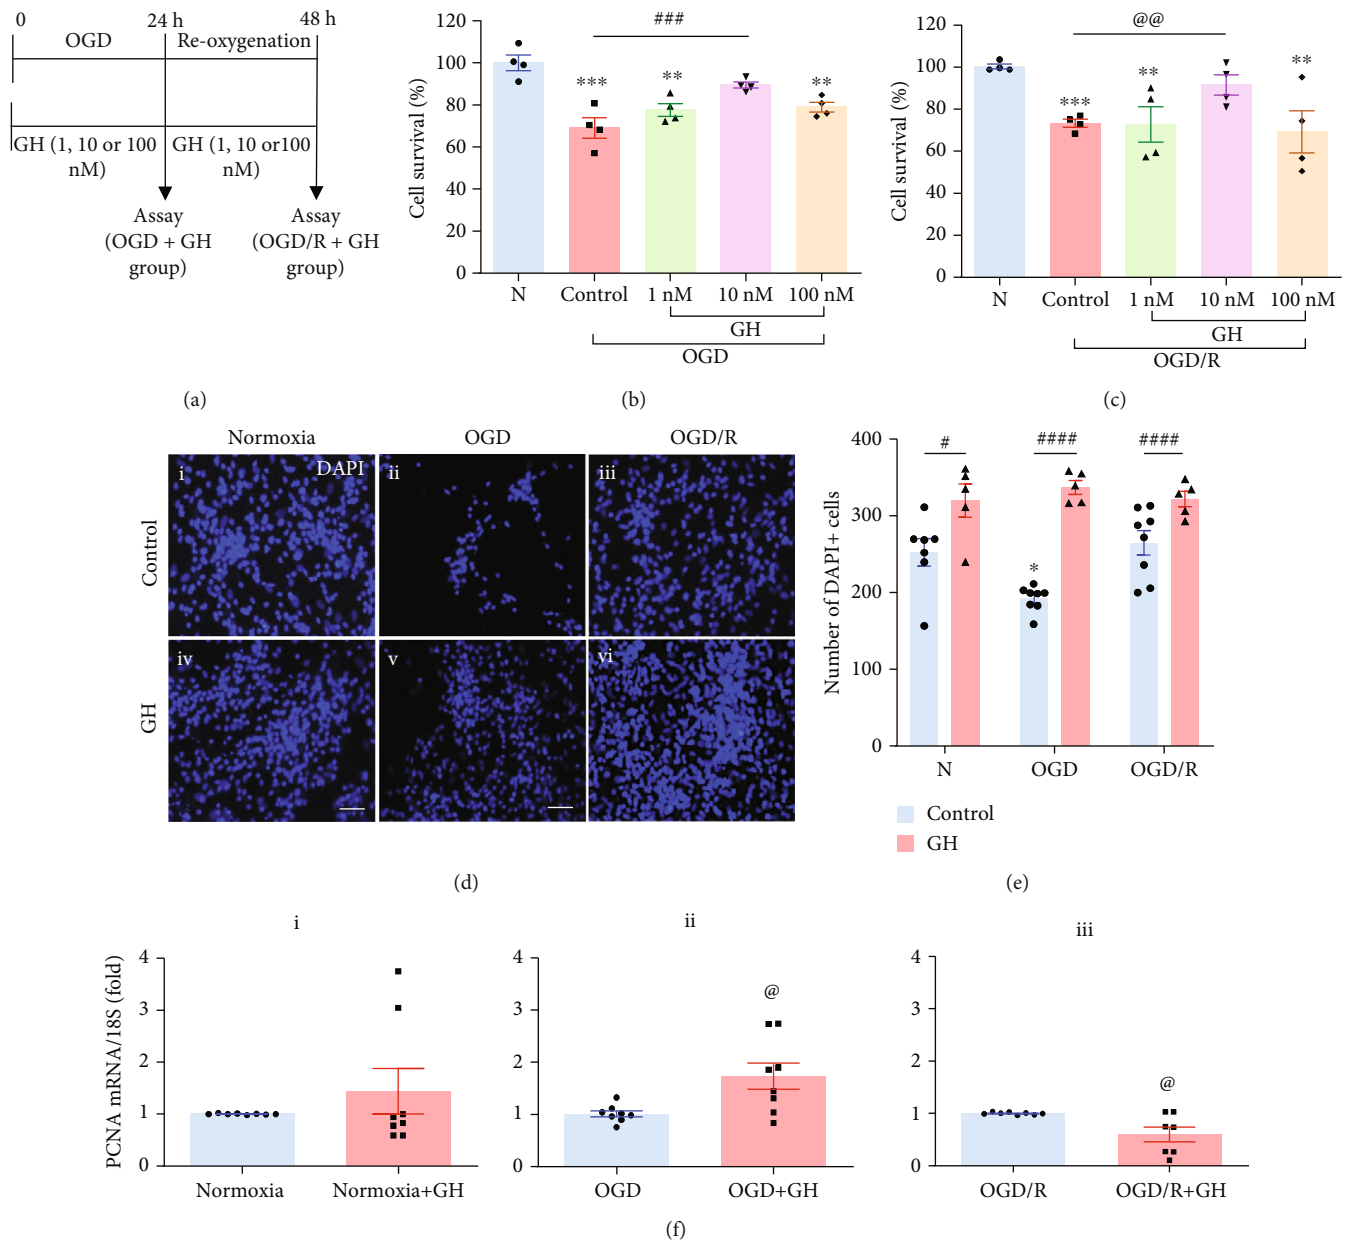 0
24 h
48 h
OGD
Re-oxygenation
GH (1, 10 or 100
nM)
GH (1, 10 or100
nM)
Assay
(OGD + GH
group)
Assay
(OGD/R + GH
group)
(a)
Cell survival (%)
120
100
80
60
40
20
0
###
***
**
**
N
Control
1 nM
10 nM
100 nM
GH
OGD
(b)
Cell survival (%)
120
100
80
60
40
20
0
@@
***
**
**
N
Control
1 nM
10 nM
100 nM
GH
OGD/R
(c)
Normoxia
OGD
OGD/R
Control
GH
i
DAPI
ii
iii
iv
v
vi
(d)
Number of DAPI+ cells
400
300
200
100
0
#
####
####
*
N
OGD
OGD/R
Control
GH
(e)
i
PCNA mRNA/18S (fold)
4
3
2
1
0
Normoxia
Normoxia+GH
ii
4
3
2
1
0
@
OGD
OGD+GH
iii
4
3
2
1
0
@
OGD/R
OGD/R+GH
(f)